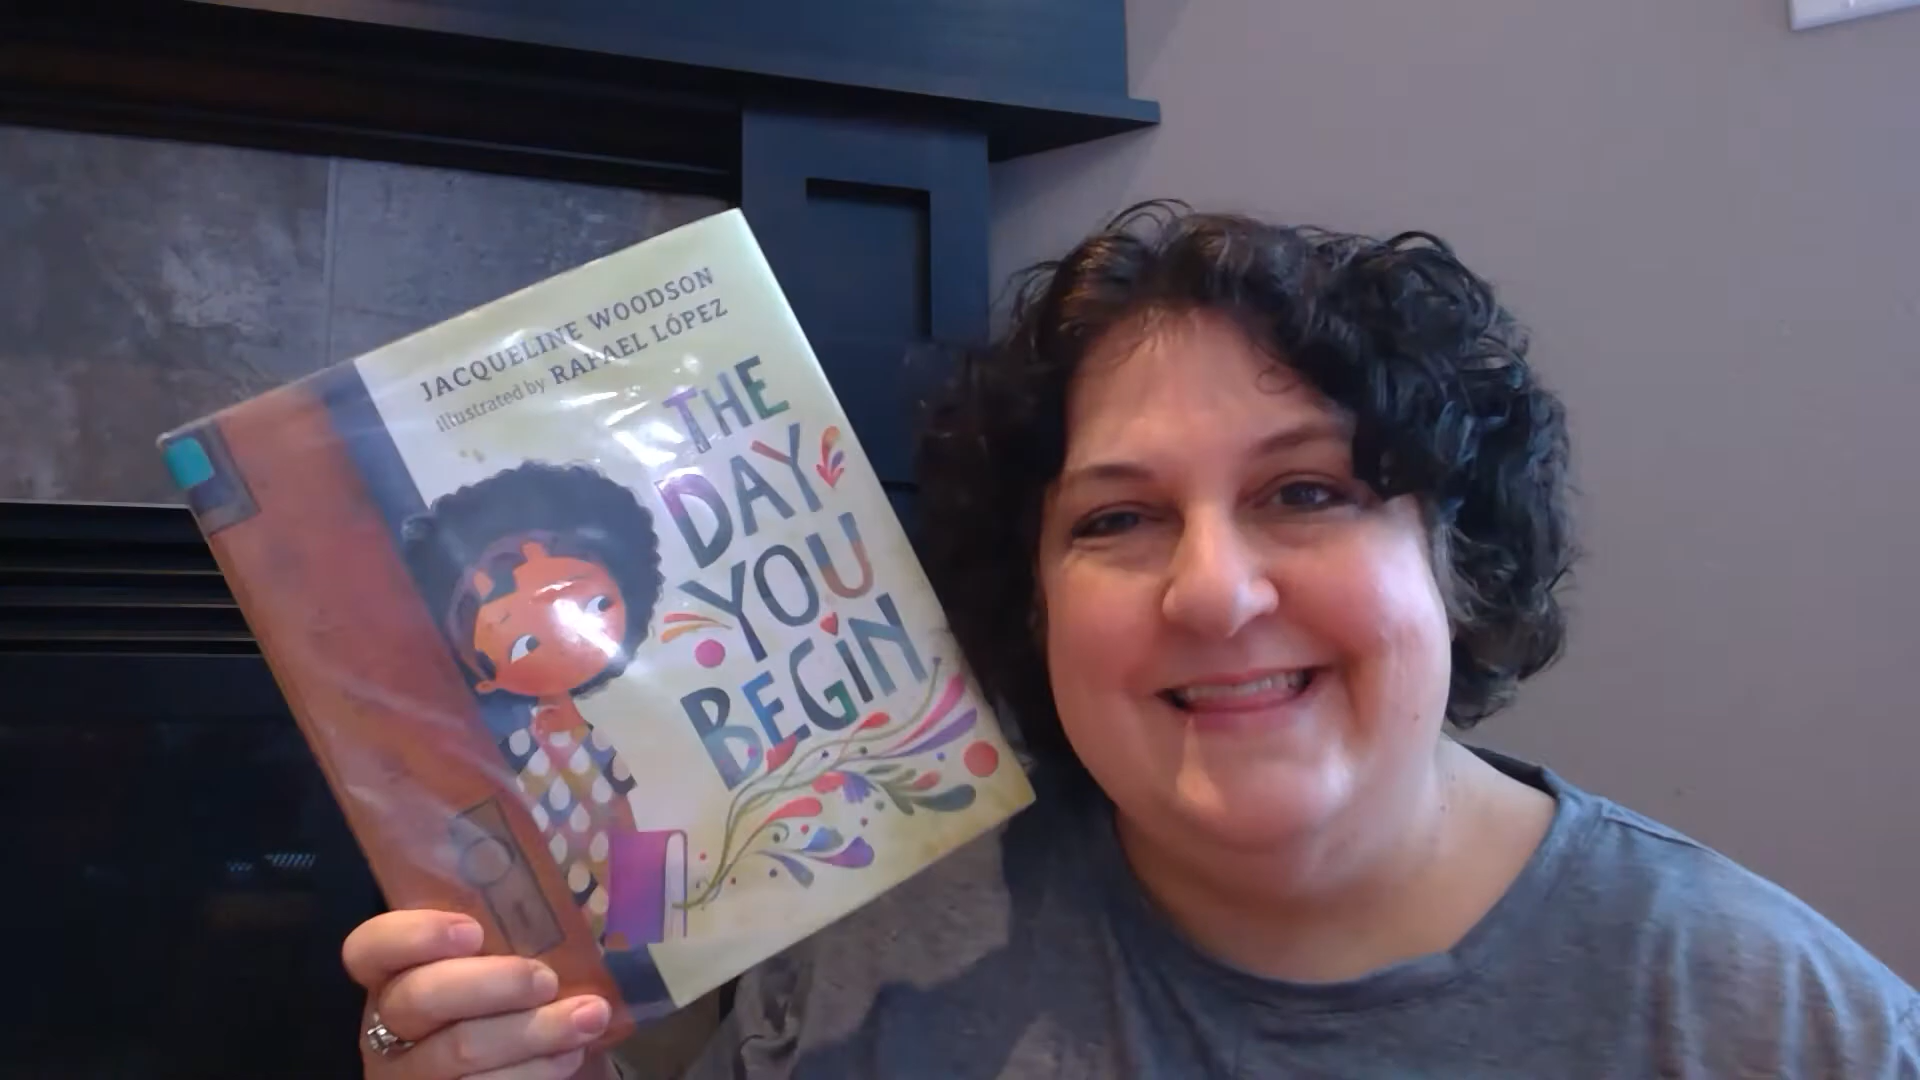 JACQUELINE WOODSON
illustrated by RAFAEL LÓPEZ
THE
DAY
YOU
BEGIN